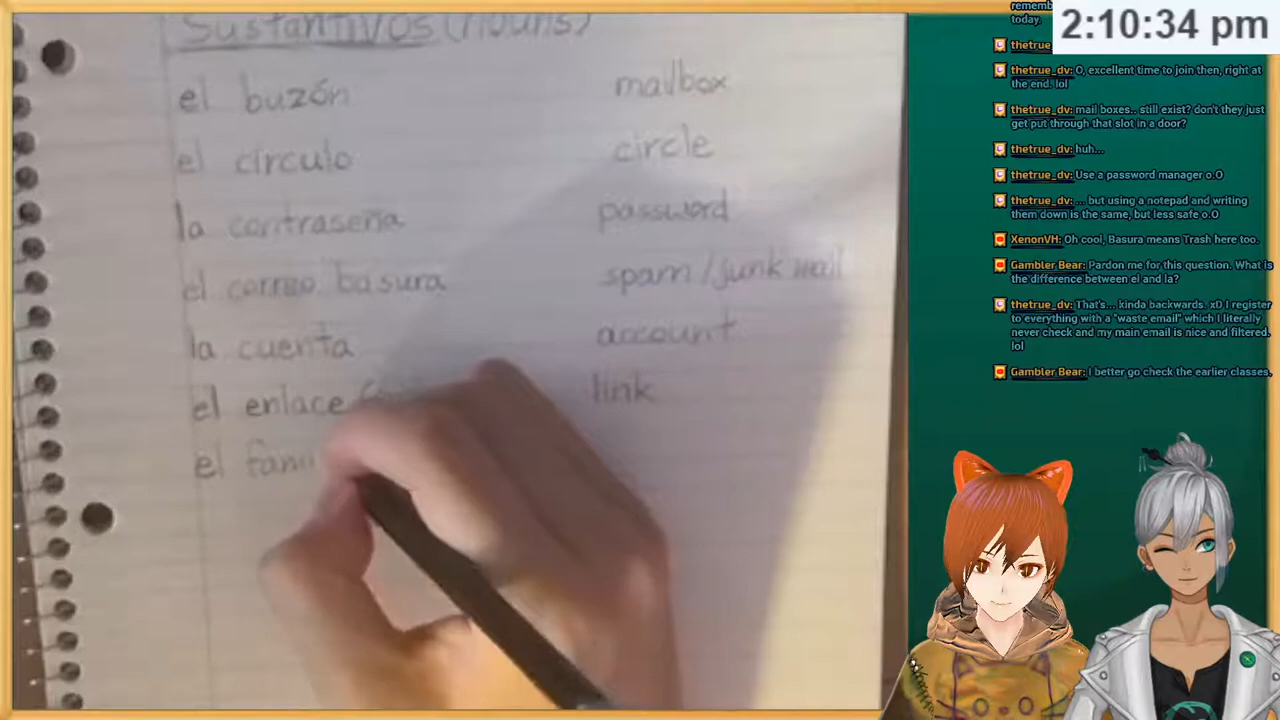 Sustantivos (nouns)
el buzón mailbox
el círculo circle
la contraseña password
el correo basura spam/junk mail
la cuenta account
el enlace link
el fami
today.
2:10:34 pm
thetrue_dv: O, excellent time to join then, right at
the end. lol
thetrue_dv: mail boxes.. still exist? don't they just
get put through that slot in a door?
thetrue_dv: huh...
thetrue_dv: Use a password manager o.O
thetrue_dv: ... but using a notepad and writing
them down is the same, but less safe o.O
XenonVH: Oh cool, Basura means Trash here too.
Gambler Bear: Pardon me for this question. What is
the difference between el and la?
thetrue_dv: That's... kinda backwards. xD I register
to everything with a "waste email" which I literally
never check and my main email is nice and filtered.
lol
Gambler Bear: I better go check the earlier classes.